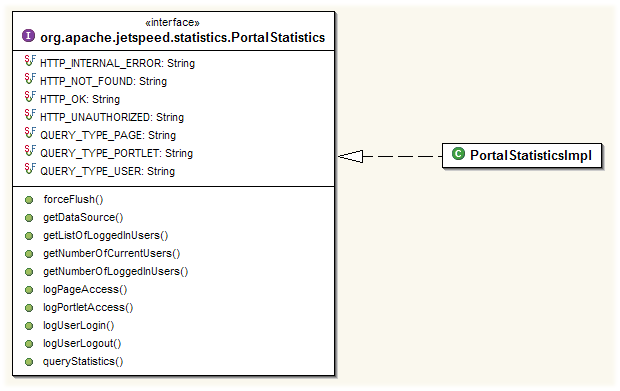 «interface»
I org.apache.jetspeed.statistics.PortalStatistics
S F HTTP_INTERNAL_ERROR: String
S F HTTP_NOT_FOUND: String
S F HTTP_OK: String
S F HTTP_UNAUTHORIZED: String
S F QUERY_TYPE_PAGE: String
S F QUERY_TYPE_PORTLET: String
S F QUERY_TYPE_USER: String
forceFlush()
getDataSource()
getListOfLoggedInUsers()
getNumberOfCurrentUsers()
getNumberOfLoggedInUsers()
logPageAccess()
logPortletAccess()
logUserLogin()
logUserLogout()
queryStatistics()
C PortalStatisticsImpl